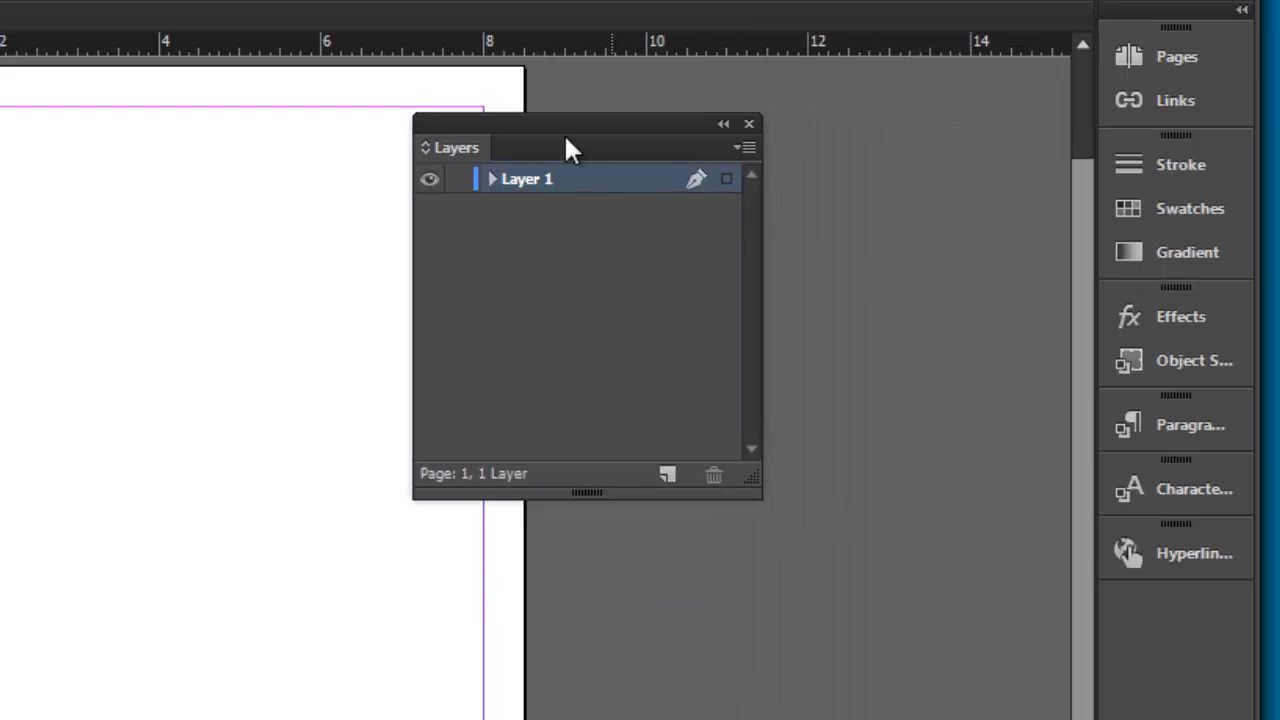 2 4 6 8 10 12 14
Layers
Layer 1
Page: 1, 1 Layer
Pages
Links
Stroke
Swatches
Gradient
fx Effects
Object S...
Paragra...
A Characte...
Hyperlin...